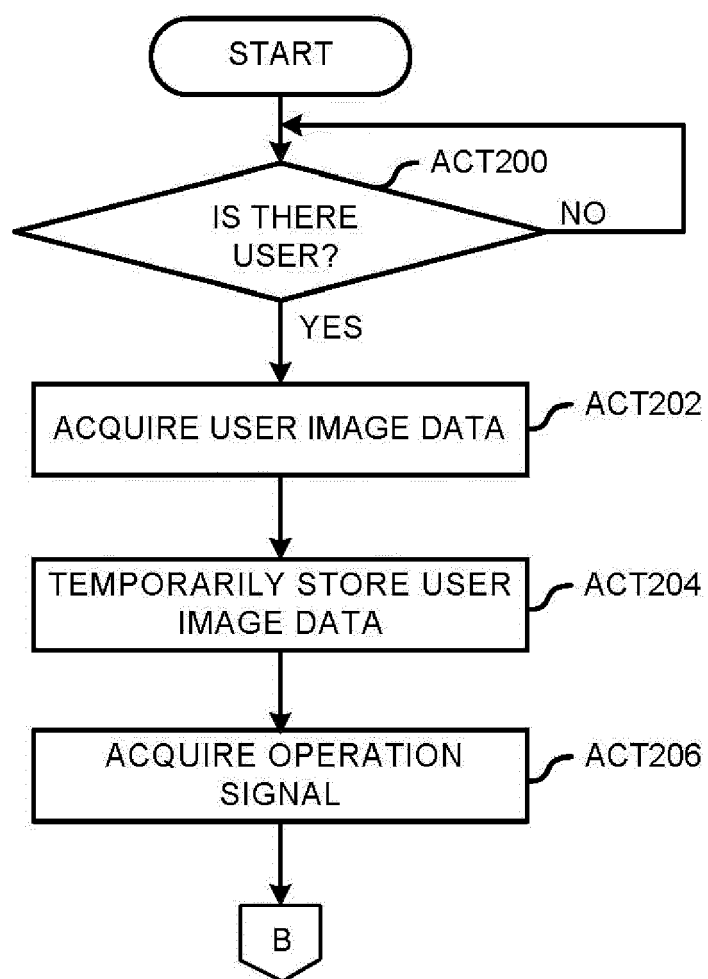 START
ACT200
IS THERE
USER?
NO
YES
ACQUIRE USER IMAGE DATA
ACT202
TEMPORARILY STORE USER
IMAGE DATA
ACT204
ACQUIRE OPERATION
SIGNAL
ACT206
B